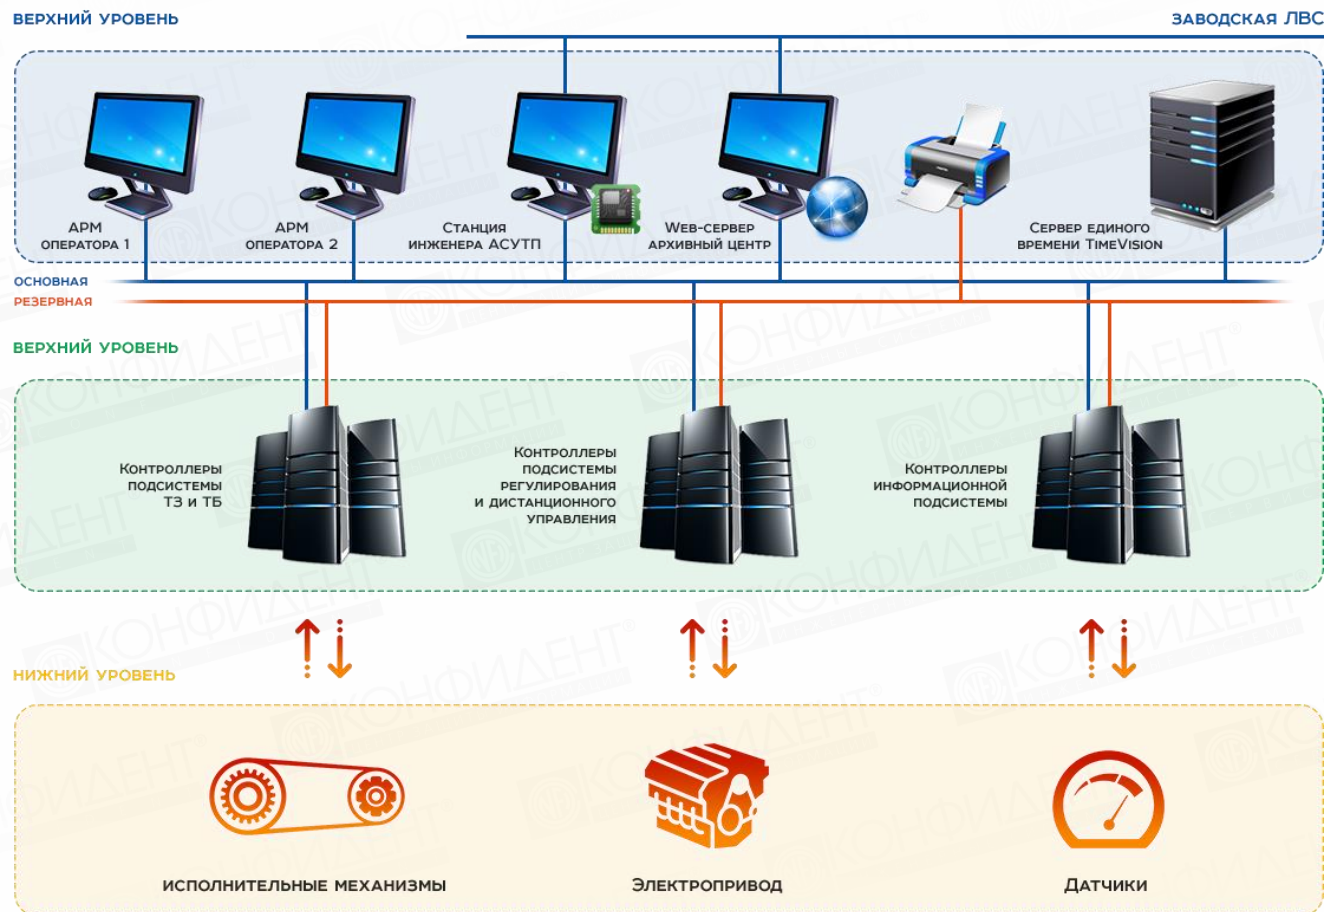 ВЕРХНИЙ УРОВЕНЬ
ЗАВОДСКАЯ ЛВС
АРМ
ОПЕРАТОРА 1
АРМ
ОПЕРАТОРА 2
СТАНЦИЯ
ИНЖЕНЕРА АСУТП
WEB-СЕРВЕР
АРХИВНЫЙ ЦЕНТР
СЕРВЕР ЕДИНОГО
ВРЕМЕНИ TIMEVISION
ОСНОВНАЯ
РЕЗЕРВНАЯ
ВЕРХНИЙ УРОВЕНЬ
КОНТРОЛЛЕРЫ
ПОДСИСТЕМЫ
ТЗ И ТБ
КОНТРОЛЛЕРЫ
ПОДСИСТЕМЫ
РЕГУЛИРОВАНИЯ
И ДИСТАНЦИОННОГО
УПРАВЛЕНИЯ
КОНТРОЛЛЕРЫ
ИНФОРМАЦИОННОЙ
ПОДСИСТЕМЫ
НИЖНИЙ УРОВЕНЬ
ИСПОЛНИТЕЛЬНЫЕ МЕХАНИЗМЫ
ЭЛЕКТРОПРИВОД
ДАТЧИКИ
КОНФИДЕНТ®